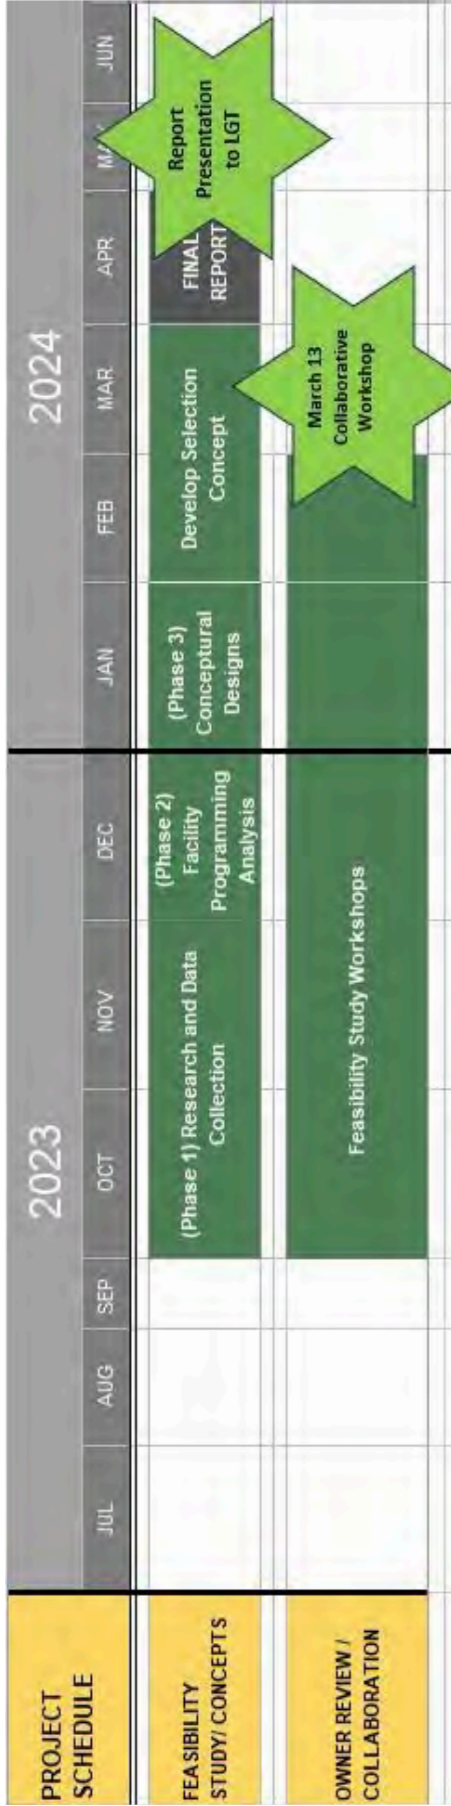 PROJECT
SCHEDULE
2023
2024
JUL
AUG
SEP
OCT
NOV
DEC
JAN
FEB
MAR
APR
JUN
FEASIBILITY
STUDY/ CONCEPTS
(Phase 1) Research and Data
Collection
(Phase 2)
Facility
Programming
Analysis
(Phase 3)
Conceptural
Designs
Develop Selection
Concept
FINAL
REPORT
Report
Presentation
to LGT
OWNER REVIEW /
COLLABORATION
Feasibility Study Workshops
March 13
Collaborative
Workshop